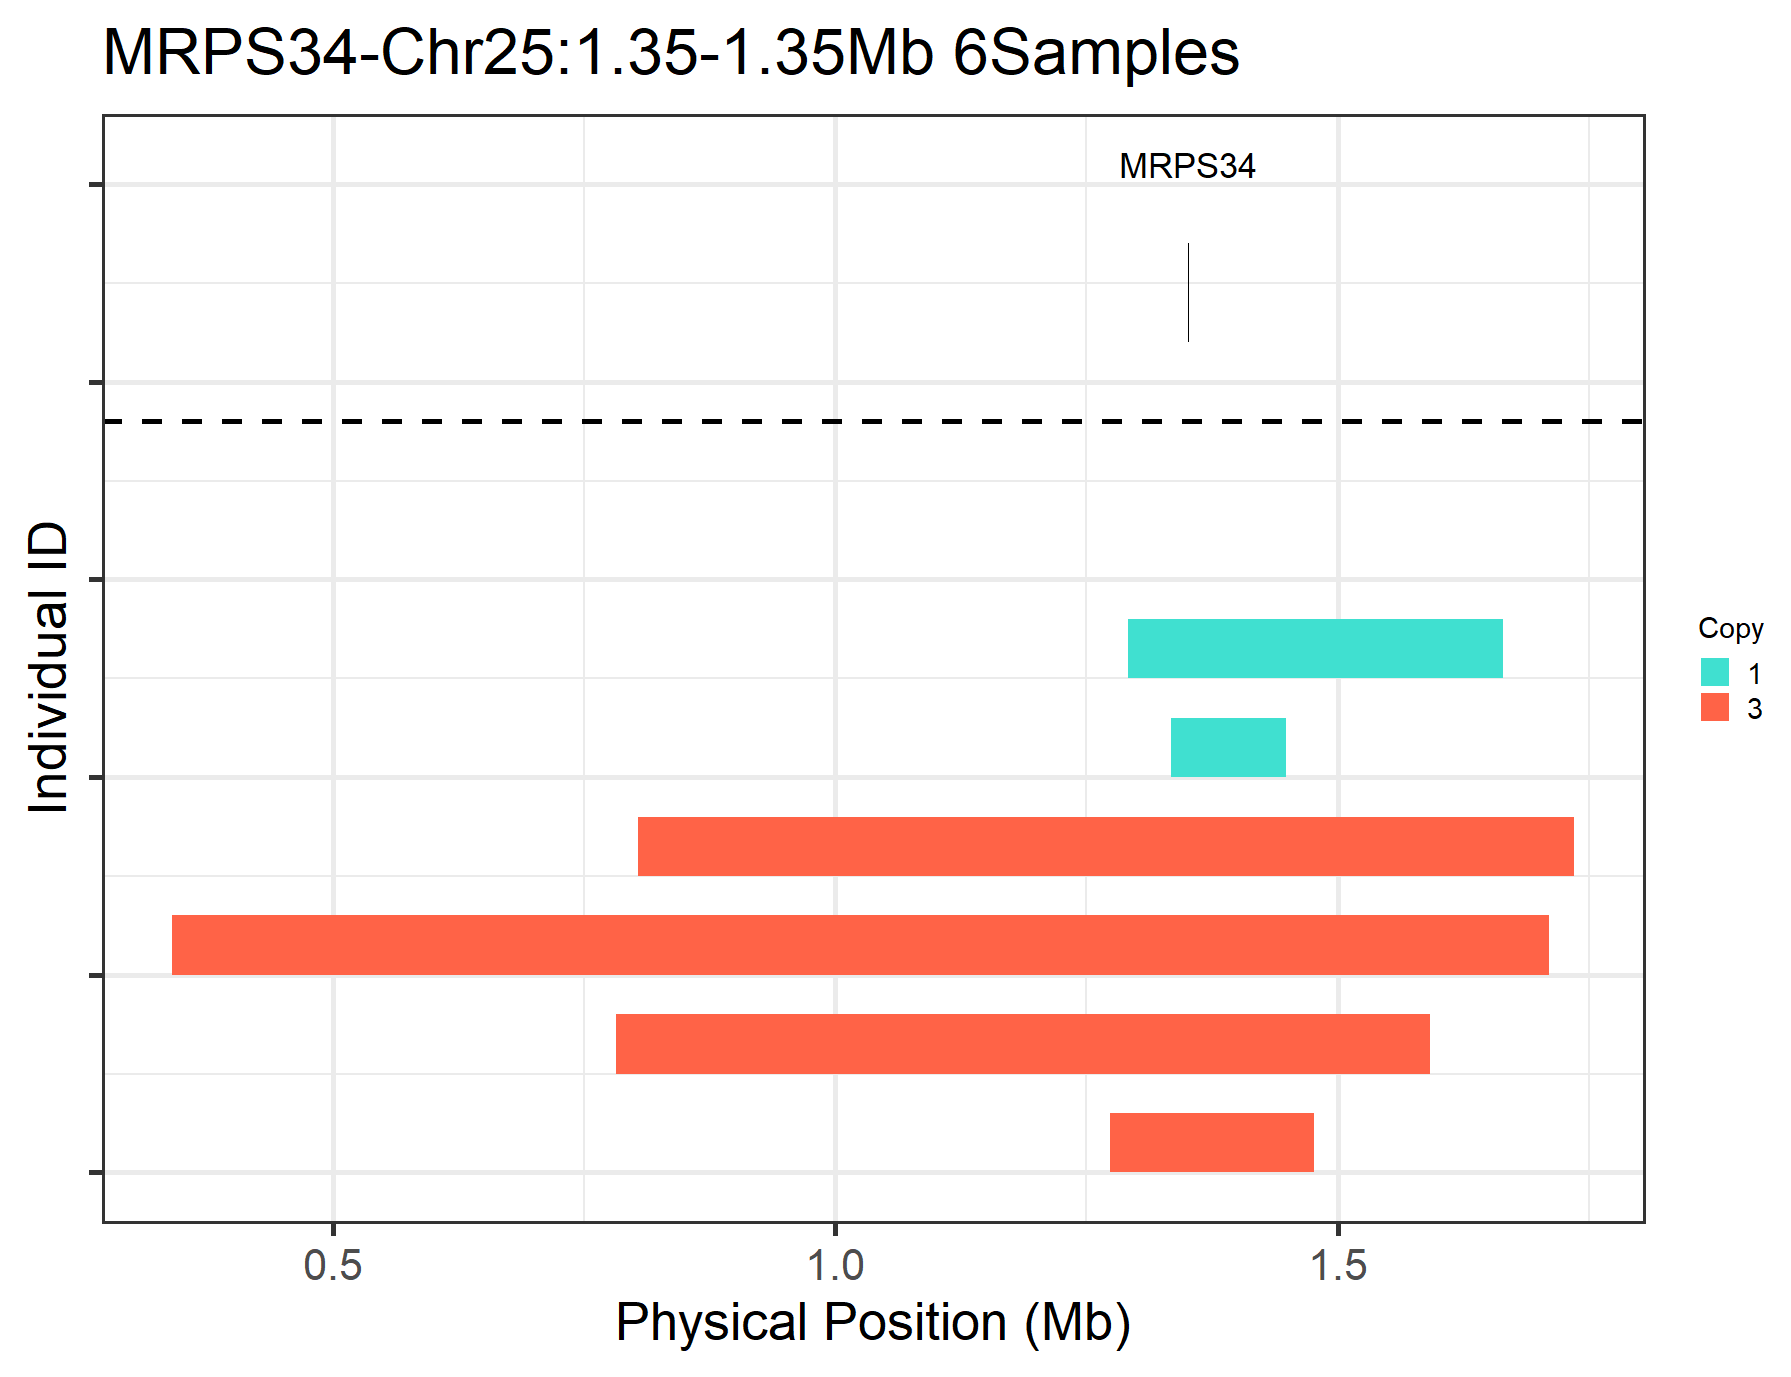 MRPS34-Chr25:1.35-1.35Mb 6Samples
MRPS34
Individual ID
Copy
1
3
0.5
1.0
1.5
Physical Position (Mb)